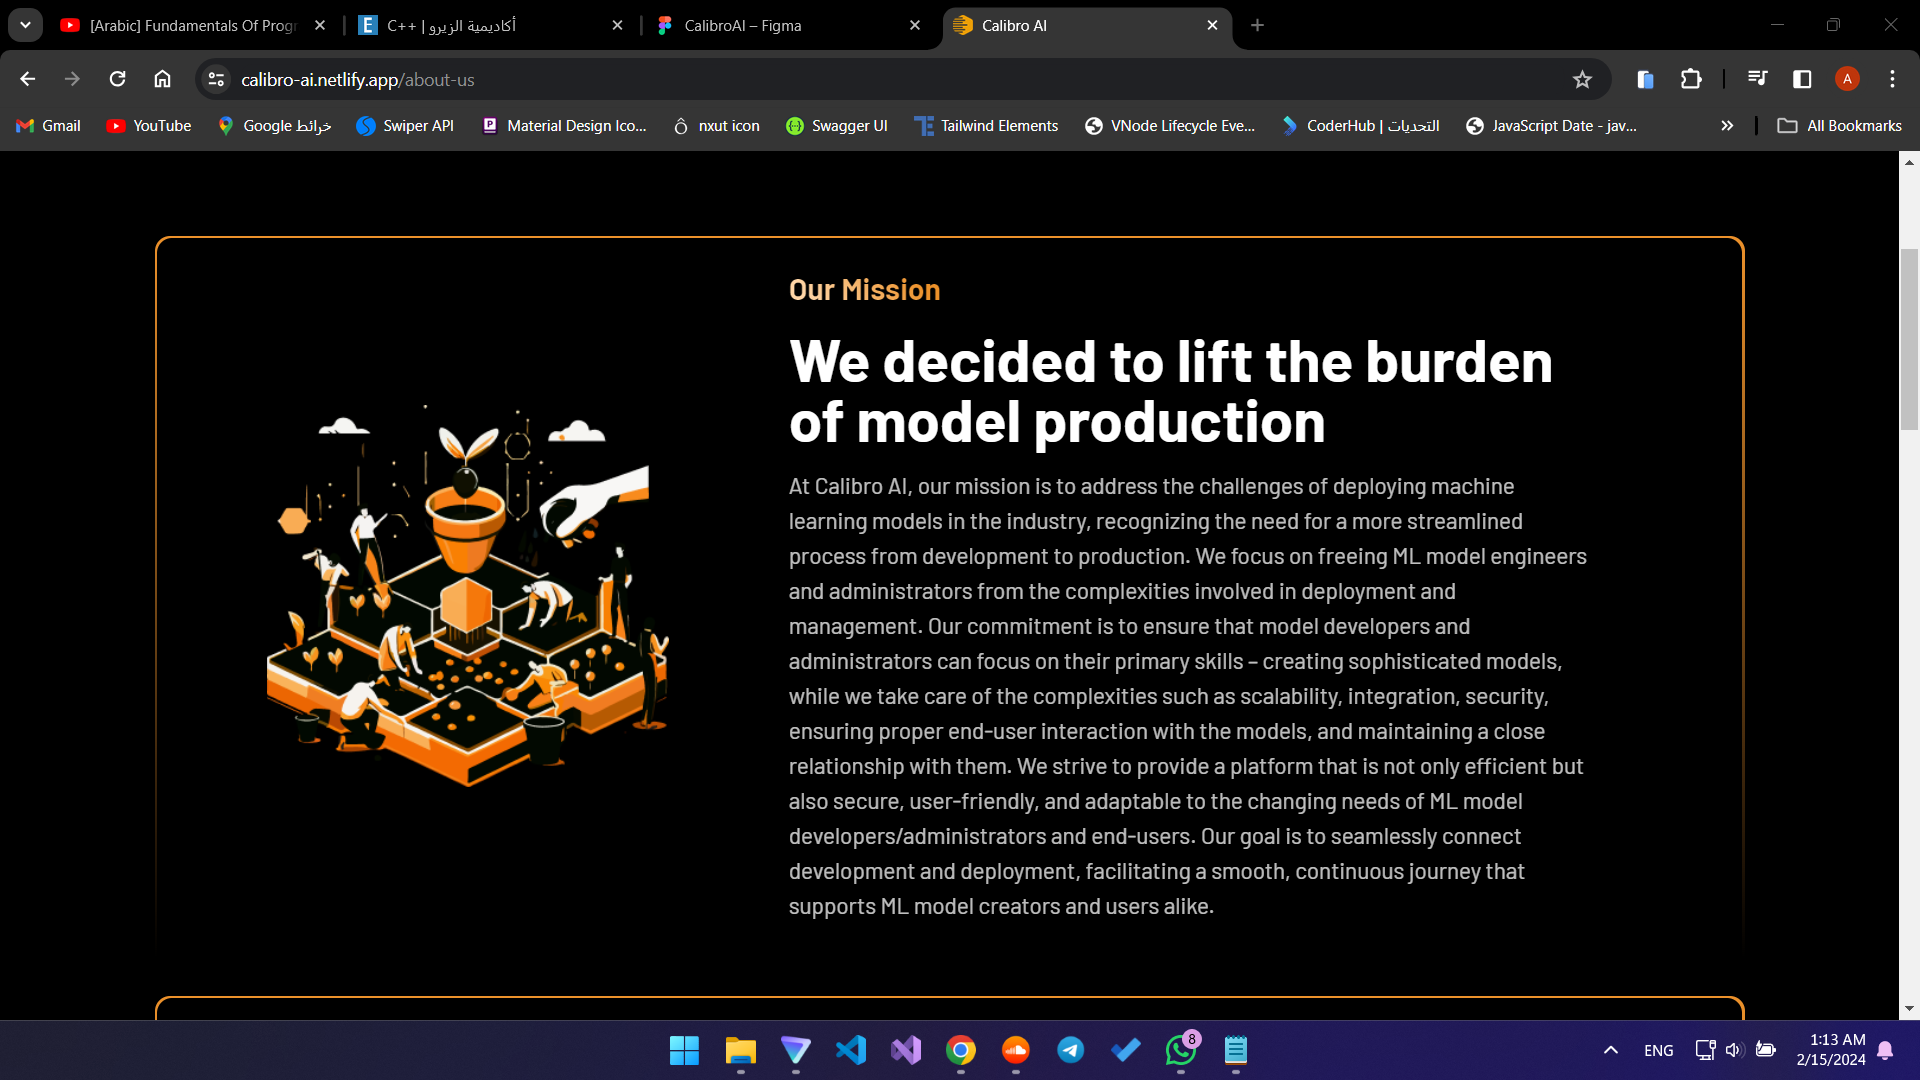 [Arabic] Fundamentals Of Progr
C++ | أكاديمية الزيرو
CalibroAI – Figma
Calibro AI
calibro-ai.netlify.app/about-us
A
Gmail
YouTube
Google خرائط
Swiper API
Material Design Ico...
nxut icon
Swagger UI
Tailwind Elements
VNode Lifecycle Eve...
CoderHub | التحديات
JavaScript Date - jav...
All Bookmarks
Our Mission
We decided to lift the burden
of model production
At Calibro AI, our mission is to address the challenges of deploying machine
learning models in the industry, recognizing the need for a more streamlined
process from development to production. We focus on freeing ML model engineers
and administrators from the complexities involved in deployment and
management. Our commitment is to ensure that model developers and
administrators can focus on their primary skills – creating sophisticated models,
while we take care of the complexities such as scalability, integration, security,
ensuring proper end-user interaction with the models, and maintaining a close
relationship with them. We strive to provide a platform that is not only efficient but
also secure, user-friendly, and adaptable to the changing needs of ML model
developers/administrators and end-users. Our goal is to seamlessly connect
development and deployment, facilitating a smooth, continuous journey that
supports ML model creators and users alike.
8
ENG
1:13 AM
2/15/2024